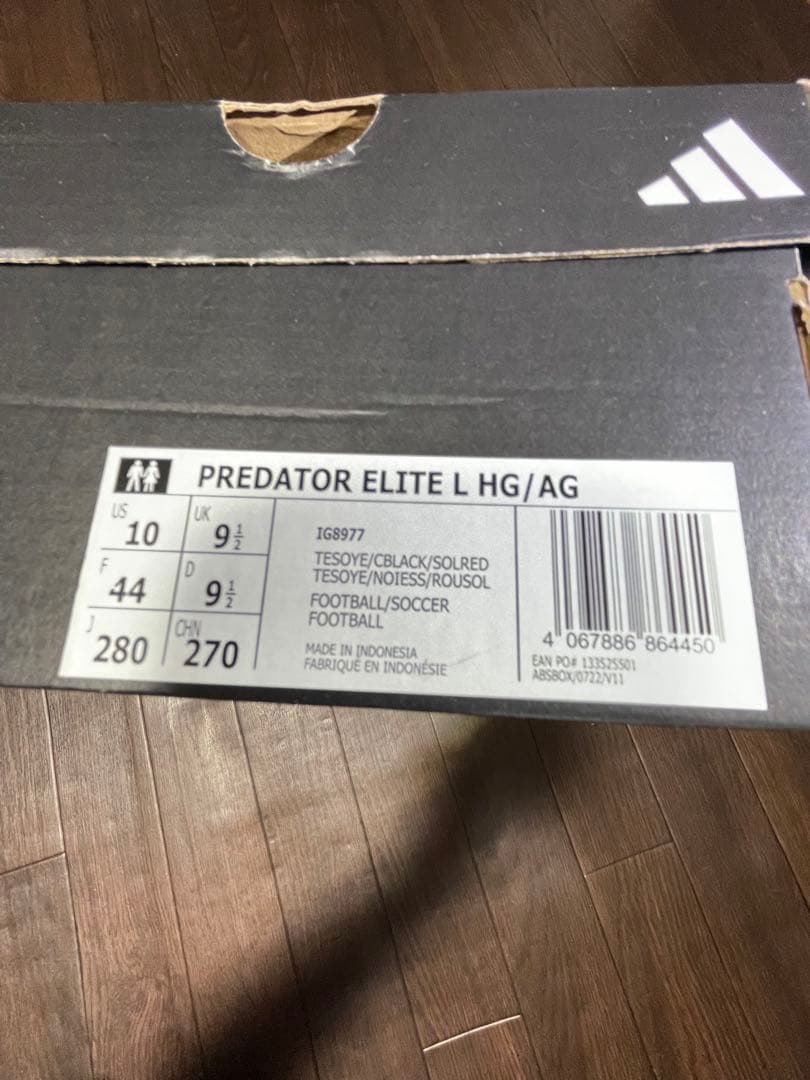 PREDATOR ELITE L HG/AG
US 10
UK 9 1/2
F 44
D 9 1/2
J 280
CHN 270
IG8977
TESOYE/CBLACK/SOLRED
TESOYE/NOIESS/ROUSOL
FOOTBALL/SOCCER
FOOTBALL
MADE IN INDONESIA
FABRIQUÉ EN INDONÉSIE
4 067886 864450
EAN PO# 133525501
ABSBOX/0722/V11